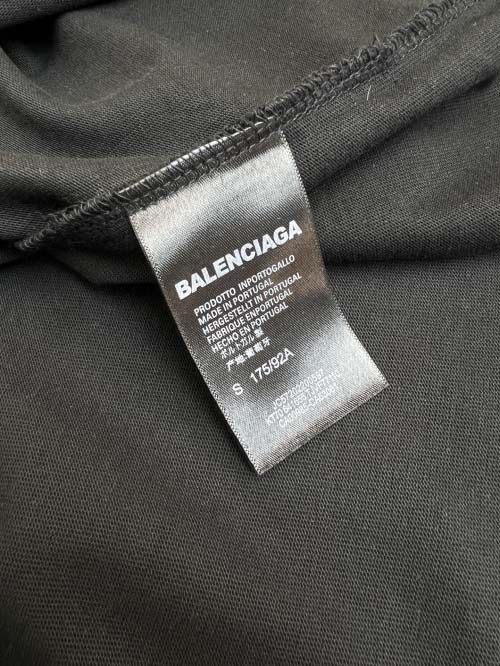 BALENCIAGA
PRODOTTO INPORTOGALLO
MADE IN PORTUGAL
HERGESTELLT IN PORTUGAL
FABRIQUE ENPORTUGAL
HECHO EN PORTUGAL
ポルトガル製
产地:葡萄牙
S 175/92A